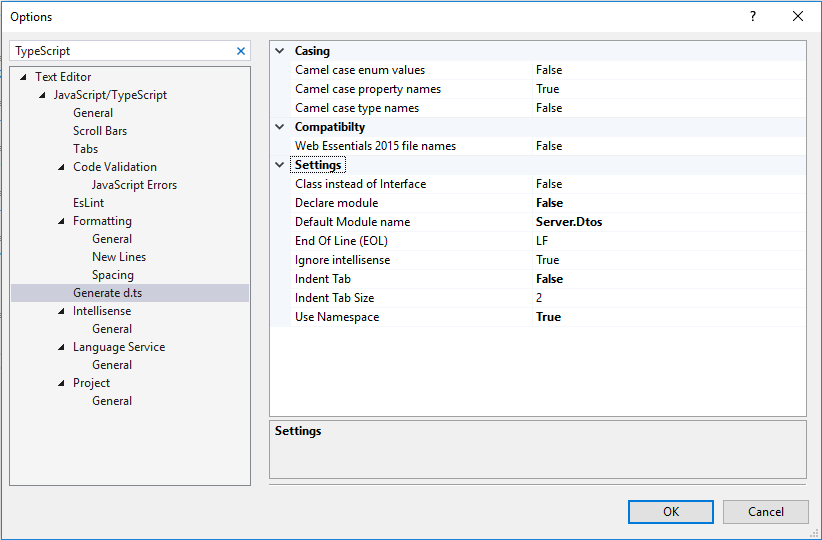 Options
?
TypeScript
Text Editor
JavaScript/TypeScript
General
Scroll Bars
Tabs
Code Validation
JavaScript Errors
EsLint
Formatting
General
New Lines
Spacing
Generate d.ts
Intellisense
General
Language Service
General
Project
General
Casing
Camel case enum values False
Camel case property names True
Camel case type names False
Compatibilty
Web Essentials 2015 file names False
Settings
Class instead of Interface False
Declare module False
Default Module name Server.Dtos
End Of Line (EOL) LF
Ignore intellisense True
Indent Tab False
Indent Tab Size 2
Use Namespace True
Settings
OK Cancel